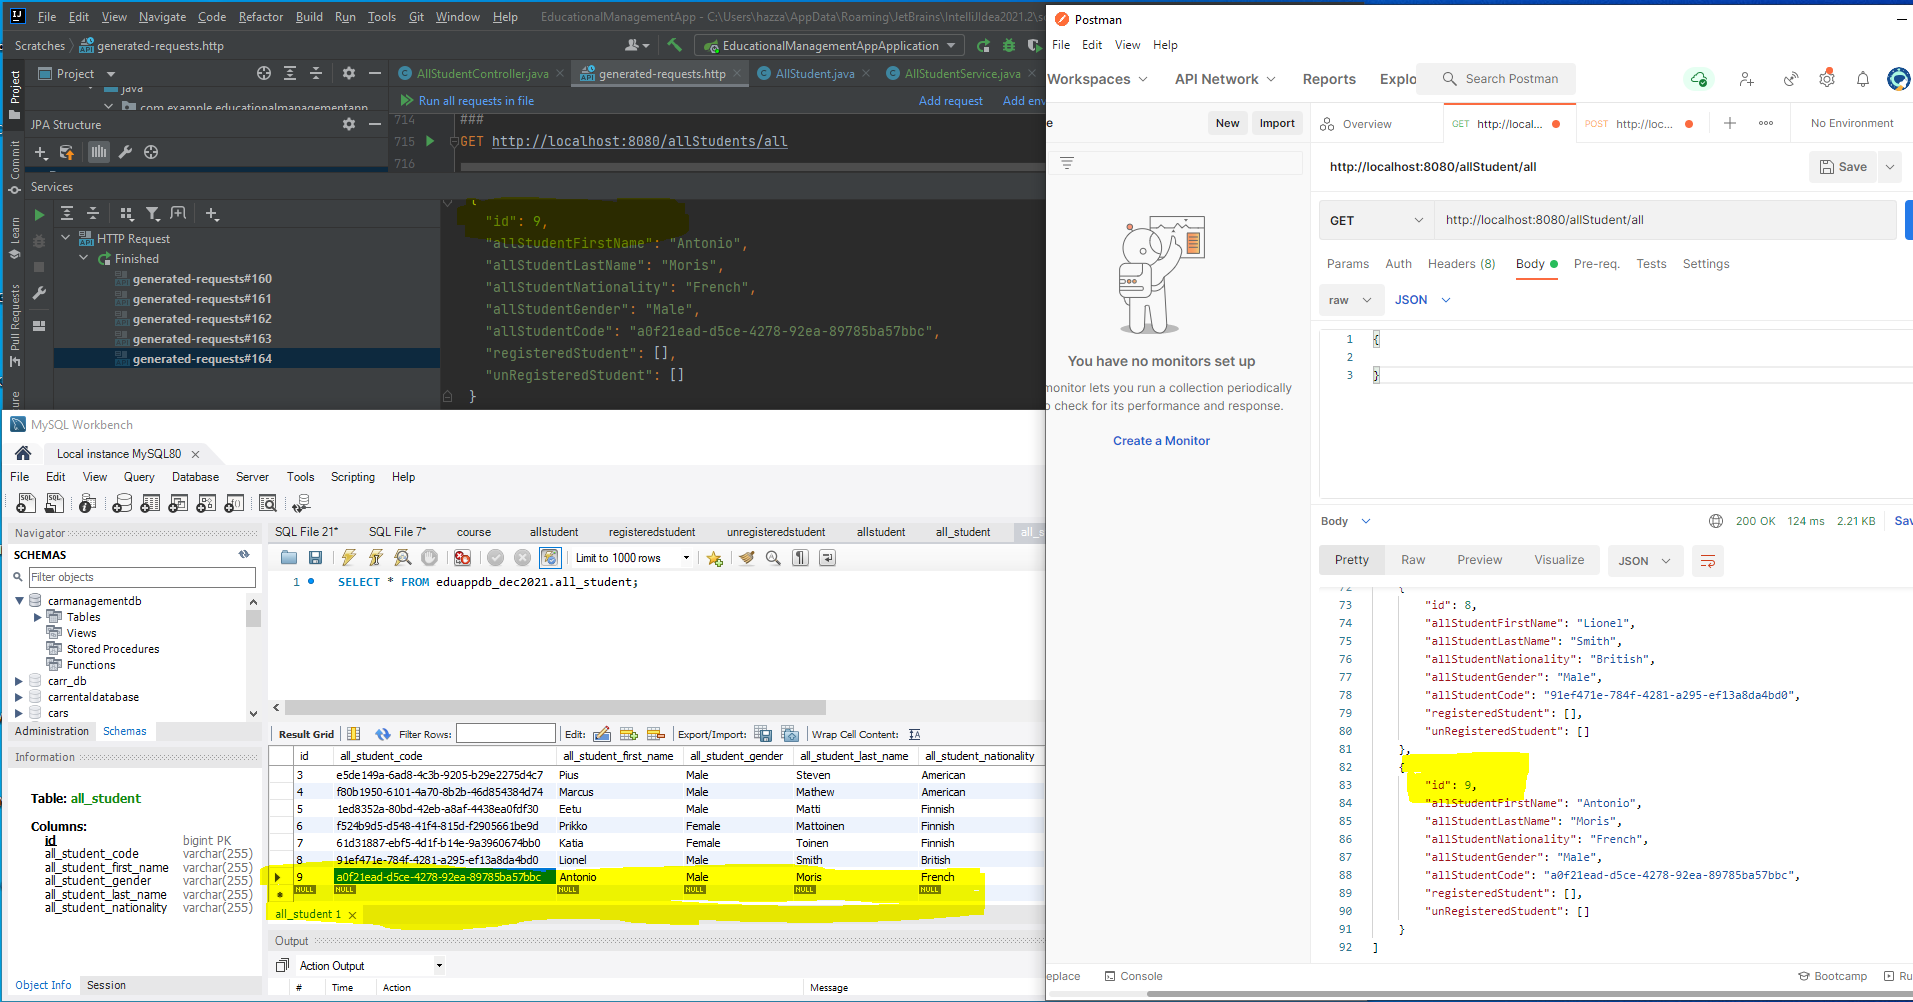 File Edit View Navigate Code Refactor Build Run Tools Git Window Help EducationalManagementApp - C:\Users\hazza\AppData\Roaming\JetBrains\IntelliJIdea2021.2\
Scratches generated-requests.http EducationalManagementAppApplication
Project AllStudentController.java generated-requests.http AllStudent.java AllStudentService.java
java
com.example.educationalmanagementapp
Run all requests in file Add request Add env
JPA Structure
714 ###
715 GET http://localhost:8080/allStudents/all
716
Project
Commit
Learn
Pull Requests
Services
HTTP Request
Finished
generated-requests#160
generated-requests#161
generated-requests#162
generated-requests#163
generated-requests#164
{
"id": 9,
"allStudentFirstName": "Antonio",
"allStudentLastName": "Moris",
"allStudentNationality": "French",
"allStudentGender": "Male",
"allStudentCode": "a0f21ead-d5ce-4278-92ea-89785ba57bbc",
"registeredStudent": [],
"unRegisteredStudent": []
}
MySQL Workbench
Local instance MySQL80
File Edit View Query Database Server Tools Scripting Help
Navigator
SCHEMAS
Filter objects
carmanagementdb
Tables
Views
Stored Procedures
Functions
carr_db
carrentaldatabase
cars
Administration Schemas
Information
Table: all_student
Columns:
id bigint PK
all_student_code varchar(255)
all_student_first_name varchar(255)
all_student_gender varchar(255)
all_student_last_name varchar(255)
all_student_nationality varchar(255)
Object Info Session
SQL File 21* SQL File 7* course allstudent registeredstudent unregisteredstudent allstudent all_student all_s
Limit to 1000 rows
1 SELECT * FROM eduappdb_dec2021.all_student;
Result Grid Filter Rows: Edit: Export/Import: Wrap Cell Content:
id all_student_code all_student_first_name all_student_gender all_student_last_name all_student_nationality
3 e5de149a-6ad8-4c3b-9205-b29e2275d4c7 Pius Male Steven American
4 f80b1950-6101-4a70-8b2b-46d854384d74 Marcus Male Mathew American
5 1ed8352a-80bd-42eb-a8af-4438ea0fdf30 Eetu Male Matti Finnish
6 f524b9d5-d548-41f4-815d-f2905661be9d Prikko Female Mattoinen Finnish
7 61d31887-ebf5-4d1f-b14e-9a3960674bb0 Katia Female Toinen Finnish
8 91ef471e-784f-4281-a295-ef13a8da4bd0 Lionel Male Smith British
9 a0f21ead-d5ce-4278-92ea-89785ba57bbc Antonio Male Moris French
NULL NULL NULL NULL NULL NULL
all_student 1
Output
Action Output
# Time Action Message
Postman
File Edit View Help
Workspaces API Network Reports Explo Search Postman
e New Import
Overview GET http://local... POST http://loc... No Environment
http://localhost:8080/allStudent/all Save
GET http://localhost:8080/allStudent/all
Params Auth Headers (8) Body Pre-req. Tests Settings
raw JSON
1 {
2
3 }
You have no monitors set up
monitor lets you run a collection periodically
o check for its performance and response.
Create a Monitor
Body 200 OK 124 ms 2.21 KB Sav
Pretty Raw Preview Visualize JSON
72 {
73 "id": 8,
74 "allStudentFirstName": "Lionel",
75 "allStudentLastName": "Smith",
76 "allStudentNationality": "British",
77 "allStudentGender": "Male",
78 "allStudentCode": "91ef471e-784f-4281-a295-ef13a8da4bd0",
79 "registeredStudent": [],
80 "unRegisteredStudent": []
81 },
82 {
83 "id": 9,
84 "allStudentFirstName": "Antonio",
85 "allStudentLastName": "Moris",
86 "allStudentNationality": "French",
87 "allStudentGender": "Male",
88 "allStudentCode": "a0f21ead-d5ce-4278-92ea-89785ba57bbc",
89 "registeredStudent": [],
90 "unRegisteredStudent": []
91 }
92 ]
eplace Console Bootcamp Ru